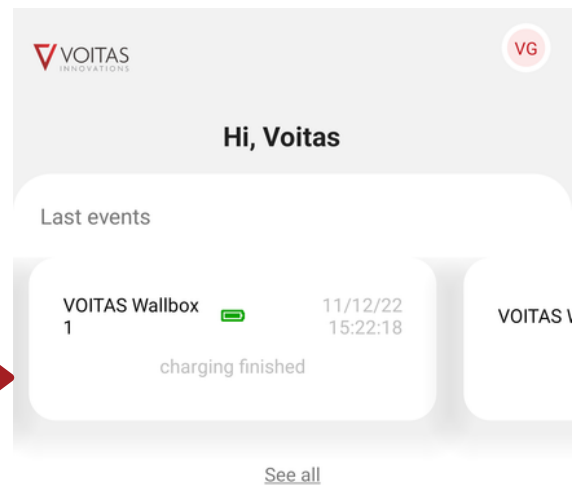 VOITAS
INNOVATIONS
VG
Hi, Voitas
Last events
VOITAS Wallbox
1
11/12/22
15:22:18
charging finished
VOITAS
See all